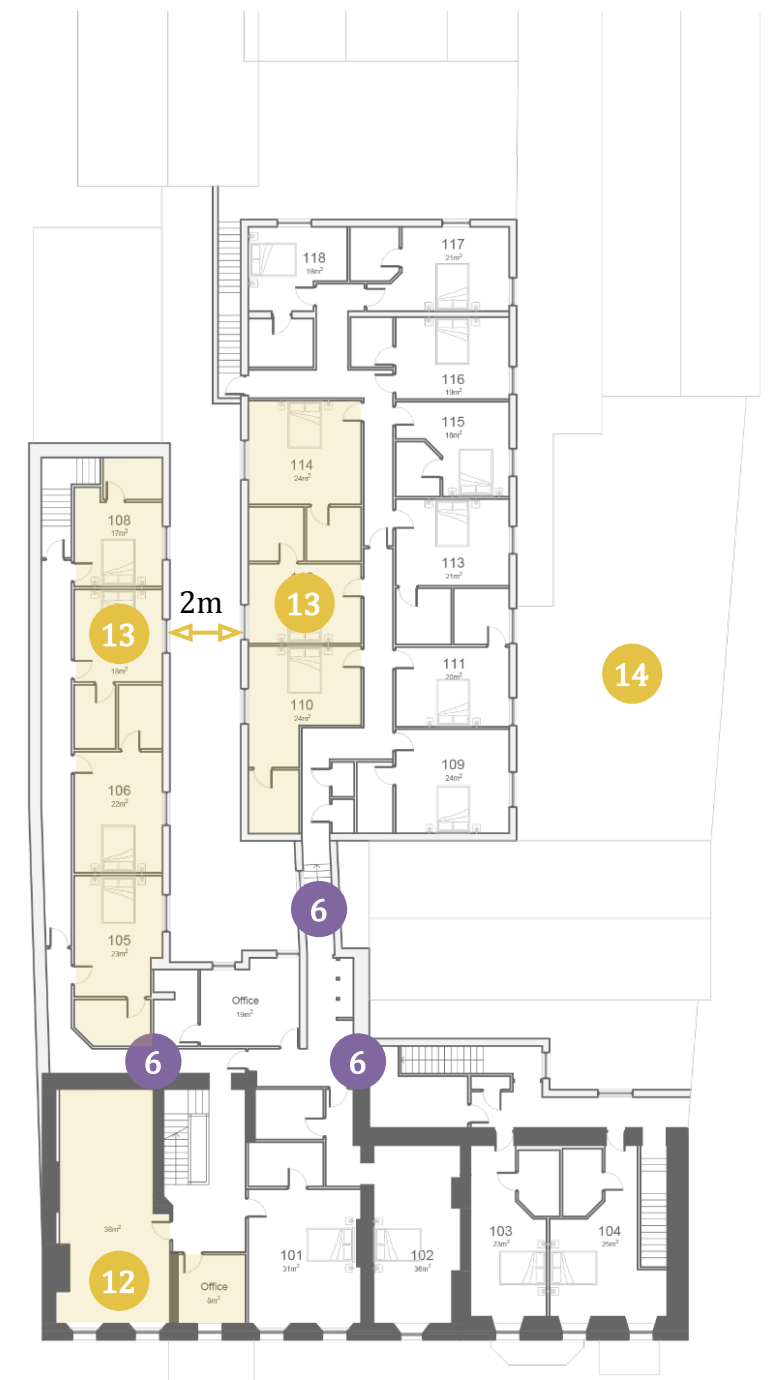 118
18m²
117
21m²
116
19m²
115
18m²
114
24m²
108
17m²
113
21m²
13
2m
13
18m²
111
20m²
14
110
24m²
109
24m²
106
22m²
6
105
23m²
Office
19m²
6
6
38m²
101
31m²
102
36m²
103
23m²
104
25m²
12
Office
8m²